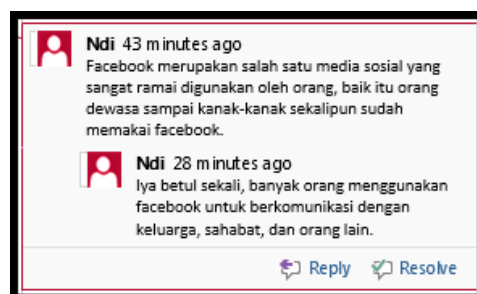 Ndi 43 minutes ago
Facebook merupakan salah satu media sosial yang
sangat ramai digunakan oleh orang, baik itu orang
dewasa sampai kanak-kanak sekalipun sudah
memakai facebook.
Ndi 28 minutes ago
Iya betul sekali, banyak orang menggunakan
facebook untuk berkomunikasi dengan
keluarga, sahabat, dan orang lain.
Reply Resolve